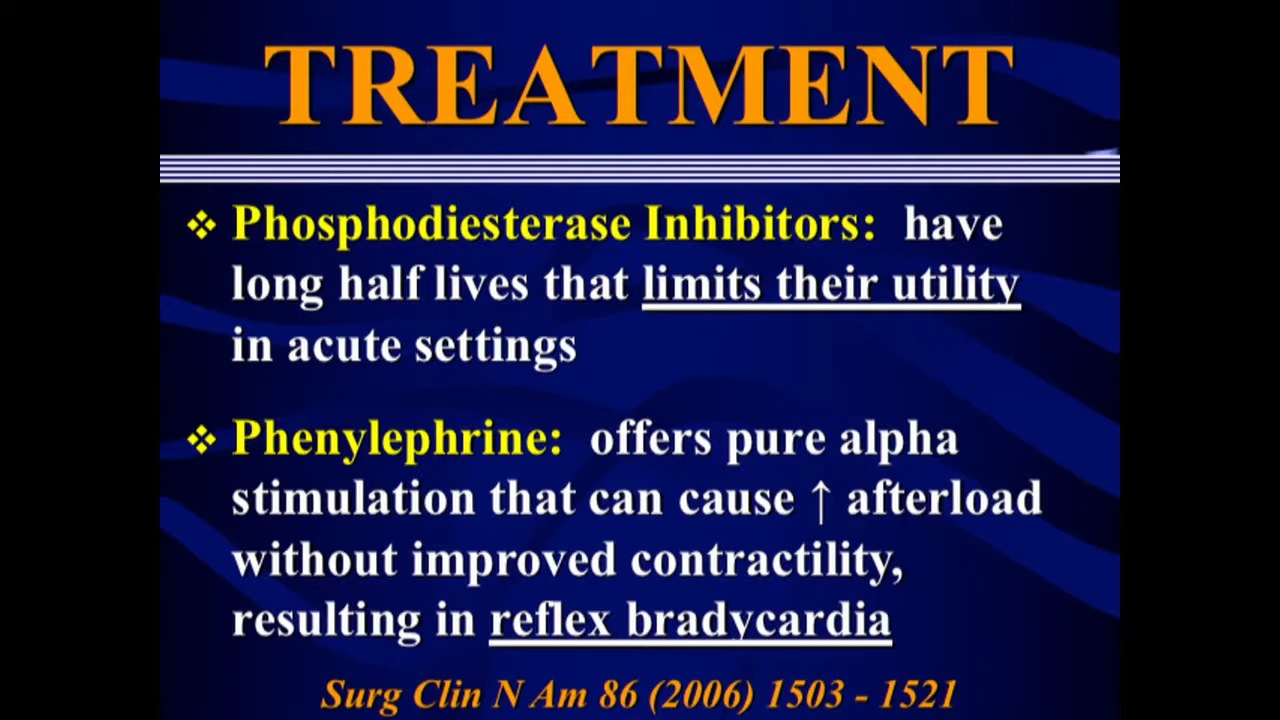 TREATMENT
❖ Phosphodiesterase Inhibitors: have
long half lives that limits their utility
in acute settings
❖ Phenylephrine: offers pure alpha
stimulation that can cause ↑ afterload
without improved contractility,
resulting in reflex bradycardia
Surg Clin N Am 86 (2006) 1503 - 1521